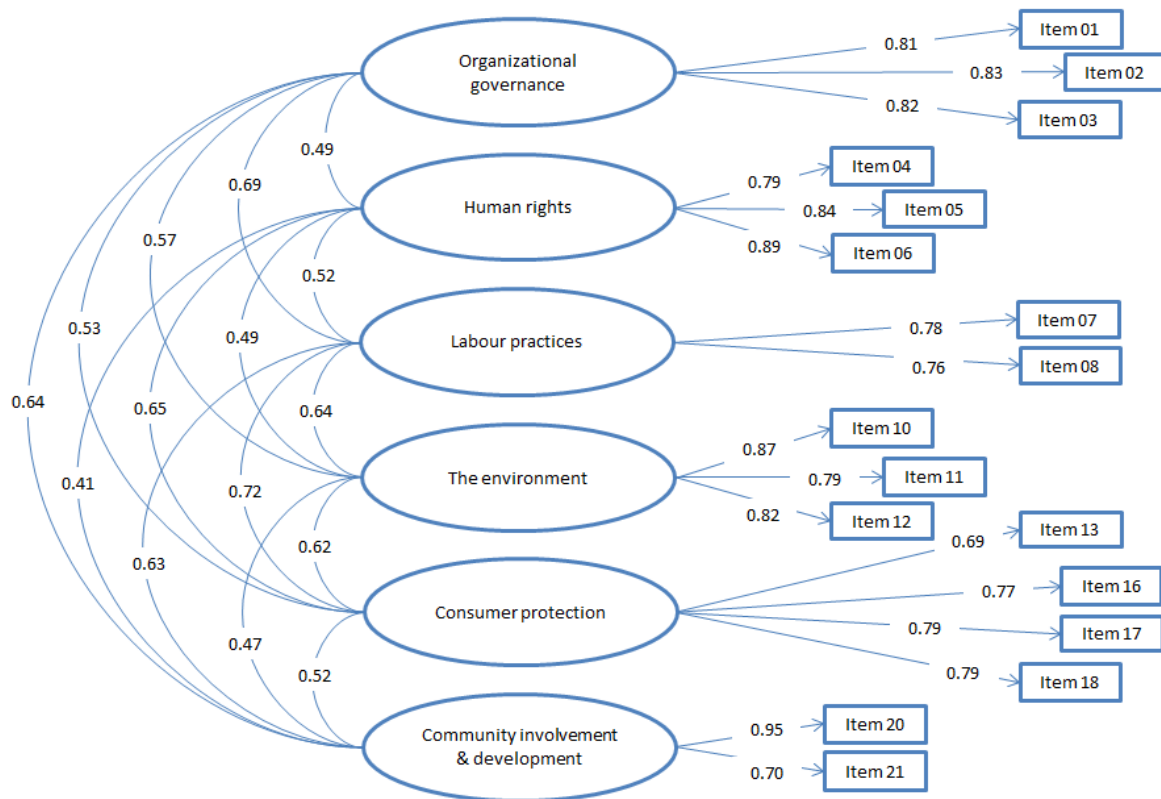 Organizational
governance
0.81
Item 01
0.83
Item 02
0.82
Item 03
0.49
0.69
0.57
Human rights
0.79
Item 04
0.84
Item 05
0.89
Item 06
0.52
0.53
0.49
Labour practices
0.78
Item 07
0.76
Item 08
0.64
0.65
0.64
The environment
0.87
Item 10
0.79
Item 11
0.82
Item 12
0.41
0.72
0.62
0.63
Consumer protection
0.69
Item 13
0.77
Item 16
0.79
Item 17
0.79
Item 18
0.47
0.52
Community involvement
& development
0.95
Item 20
0.70
Item 21